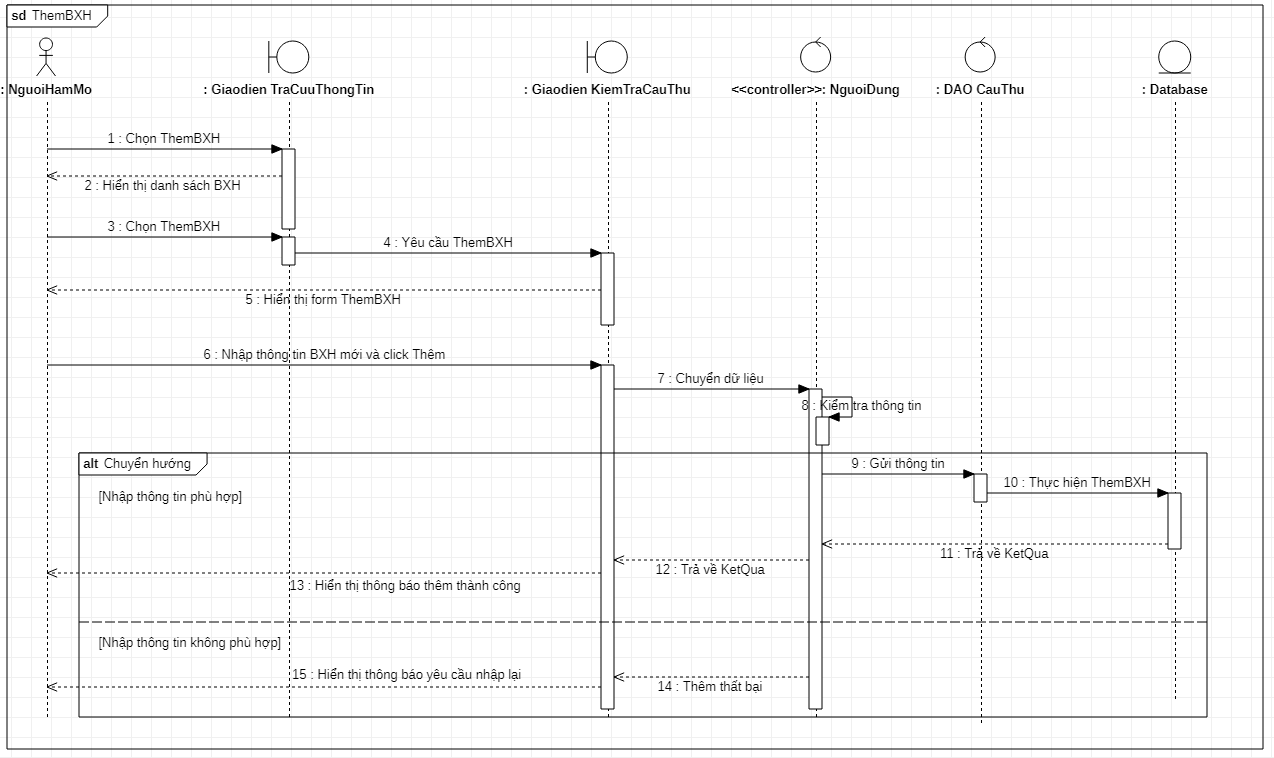 sd ThemBXH
: NguoiHamMo
: Giaodien TraCuuThongTin
: Giaodien KiemTraCauThu
<<controller>>: NguoiDung
: DAO CauThu
: Database
1 : Chọn ThemBXH
2 : Hiển thị danh sách BXH
3 : Chọn ThemBXH
4 : Yêu cầu ThemBXH
5 : Hiển thị form ThemBXH
6 : Nhập thông tin BXH mới và click Thêm
7 : Chuyển dữ liệu
8 : Kiểm tra thông tin
alt Chuyển hướng
9 : Gửi thông tin
10 : Thực hiện ThemBXH
[Nhập thông tin phù hợp]
11 : Trả về KetQua
12 : Trả về KetQua
13 : Hiển thị thông báo thêm thành công
[Nhập thông tin không phù hợp]
15 : Hiển thị thông báo yêu cầu nhập lại
14 : Thêm thất bại